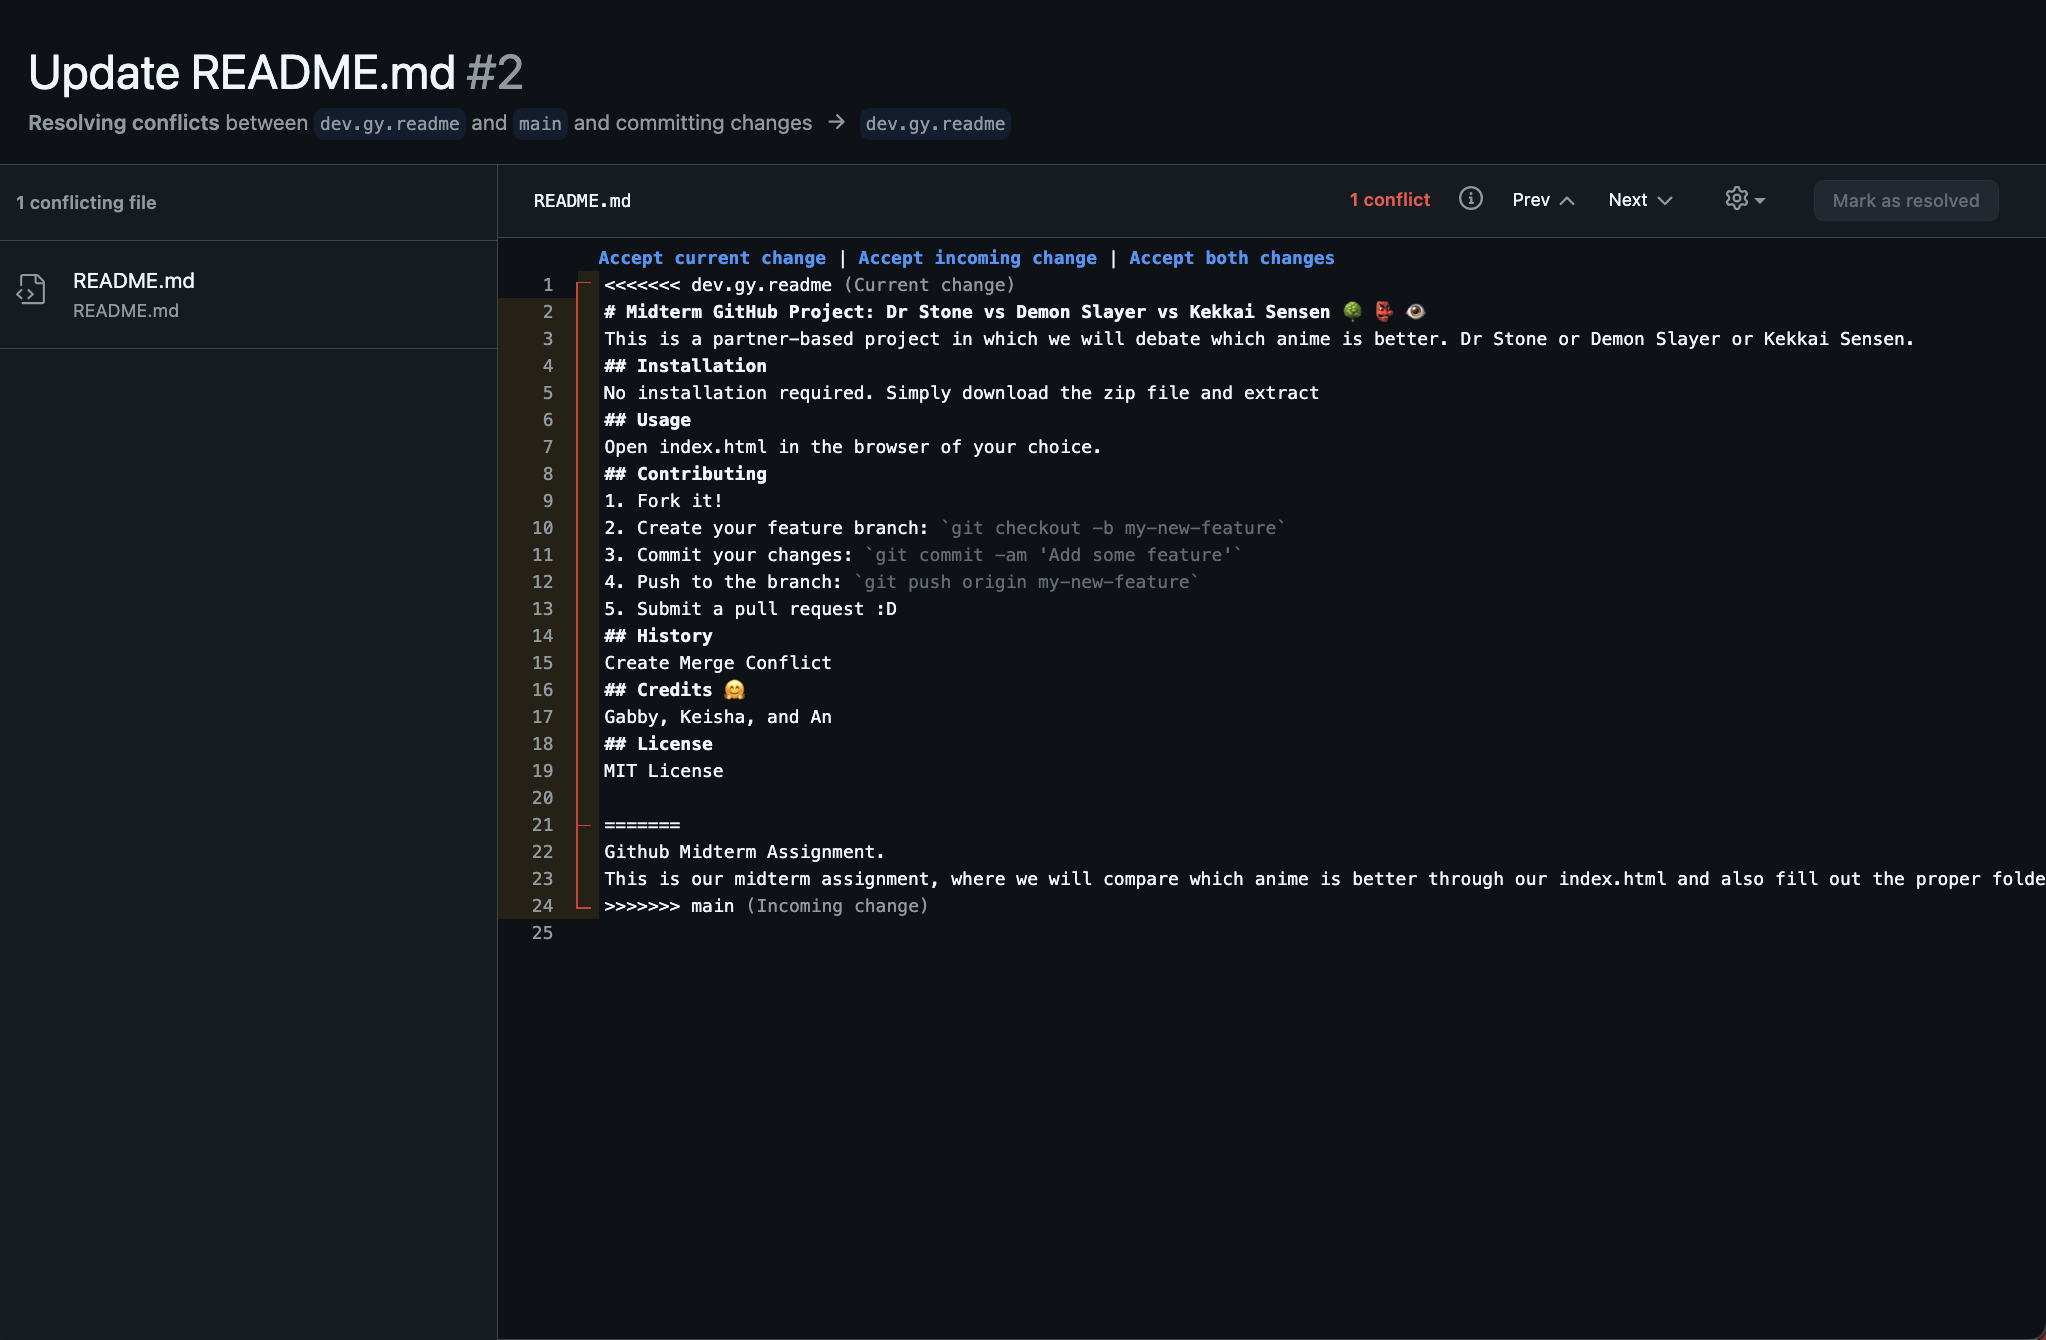 Update README.md #2
Resolving conflicts between dev.gy.readme and main and committing changes → dev.gy.readme
1 conflicting file
README.md
README.md
README.md
1 conflict Prev Next Mark as resolved
Accept current change | Accept incoming change | Accept both changes
1 <<<<<<< dev.gy.readme (Current change)
2 # Midterm GitHub Project: Dr Stone vs Demon Slayer vs Kekkai Sensen 🌳 👺 👁️
3 This is a partner-based project in which we will debate which anime is better. Dr Stone or Demon Slayer or Kekkai Sensen.
4 ## Installation
5 No installation required. Simply download the zip file and extract
6 ## Usage
7 Open index.html in the browser of your choice.
8 ## Contributing
9 1. Fork it!
10 2. Create your feature branch: `git checkout -b my-new-feature`
11 3. Commit your changes: `git commit -am 'Add some feature'`
12 4. Push to the branch: `git push origin my-new-feature`
13 5. Submit a pull request :D
14 ## History
15 Create Merge Conflict
16 ## Credits 🤗
17 Gabby, Keisha, and An
18 ## License
19 MIT License
20
21 =======
22 Github Midterm Assignment.
23 This is our midterm assignment, where we will compare which anime is better through our index.html and also fill out the proper folde
24 >>>>>>> main (Incoming change)
25